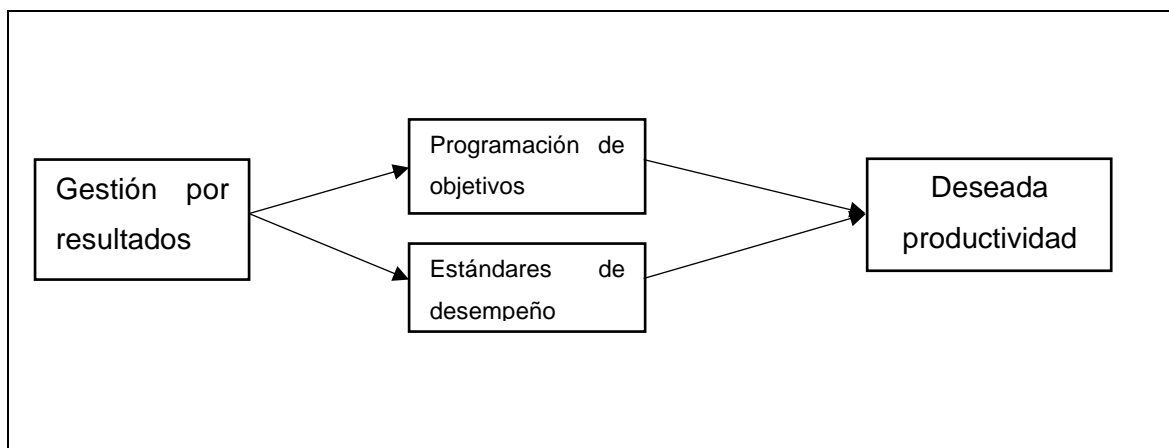 Gestión por
resultados
Programación de
objetivos
Estándares de
desempeño
Deseada
productividad